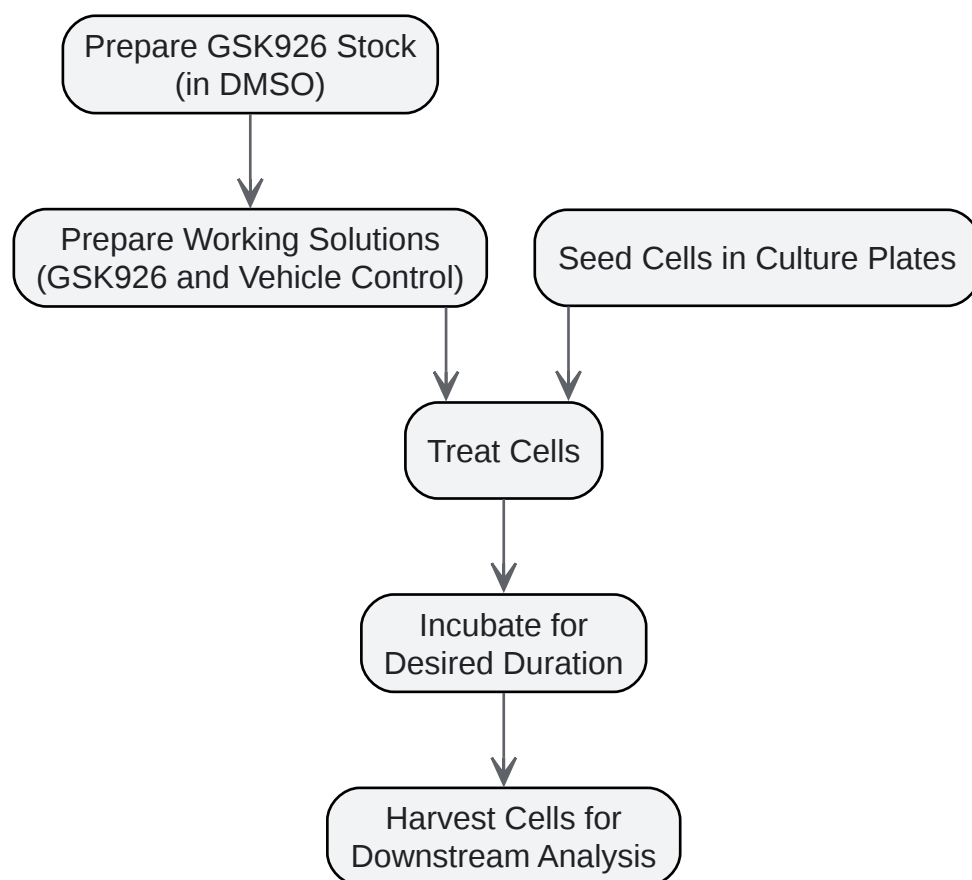 Prepare GSK926 Stock
(in DMSO)
Prepare Working Solutions
(GSK926 and Vehicle Control)
Seed Cells in Culture Plates
Treat Cells
Incubate for
Desired Duration
Harvest Cells for
Downstream Analysis